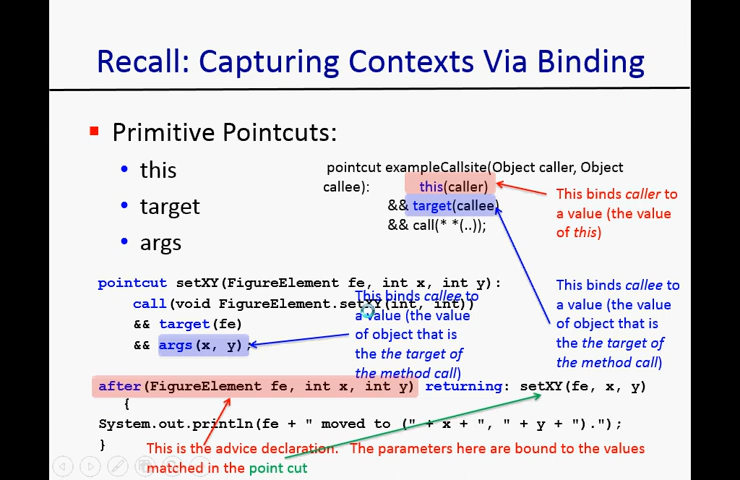 Recall: Capturing Contexts Via Binding
Primitive Pointcuts:
this
target
args
pointcut exampleCallsite(Object caller, Object
callee):
this(caller)
&& target(callee)
&& call(* *(..));
This binds caller to
a value (the value
of this)
pointcut setXY(FigureElement fe, int x, int y):
call(void FigureElement.setXY(int, int))
&& target(fe)
&& args(x, y);
This binds callee to
a value (the value
of object that is
the the target of
the method call)
This binds callee to
a value (the value
of object that is
the the target of
the method call)
after(FigureElement fe, int x, int y) returning: setXY(fe, x, y)
{
System.out.println(fe + " moved to (" + x + ", " + y + ").");
}
This is the advice declaration. The parameters here are bound to the values
matched in the point cut